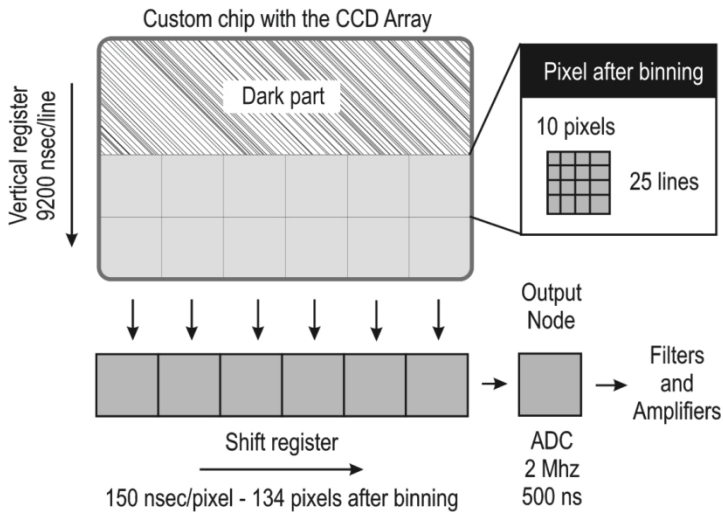 Custom chip with the CCD Array
Dark part
Vertical register
9200 nsec/line
Pixel after binning
10 pixels
25 lines
Output
Node
Filters
and
Amplifiers
ADC
2 Mhz
500 ns
Shift register
150 nsec/pixel - 134 pixels after binning